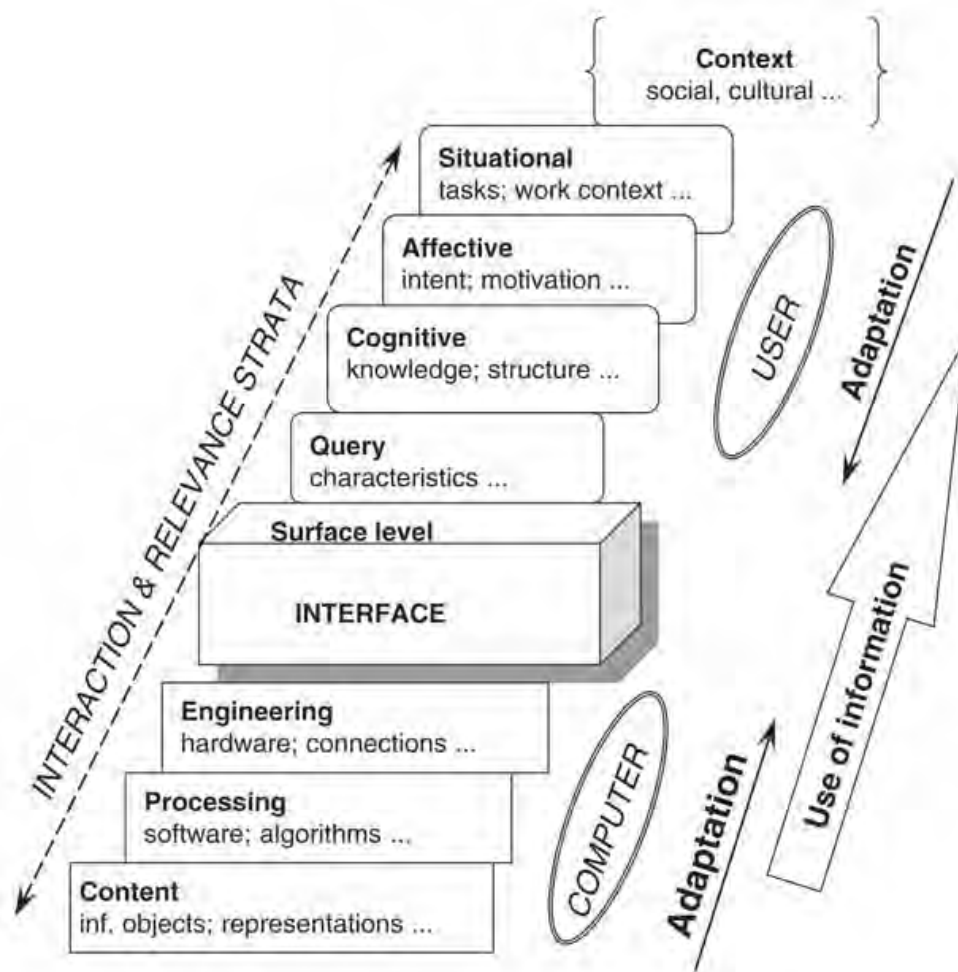 Context
social, cultural ...
Situational
tasks; work context ...
Affective
intent; motivation ...
Cognitive
knowledge; structure ...
Query
characteristics ...
Surface level
INTERFACE
Engineering
hardware; connections ...
Processing
software; algorithms ...
Content
inf. objects; representations ...
INTERACTION & RELEVANCE STRATA
USER
COMPUTER
Adaptation
Adaptation
Use of information